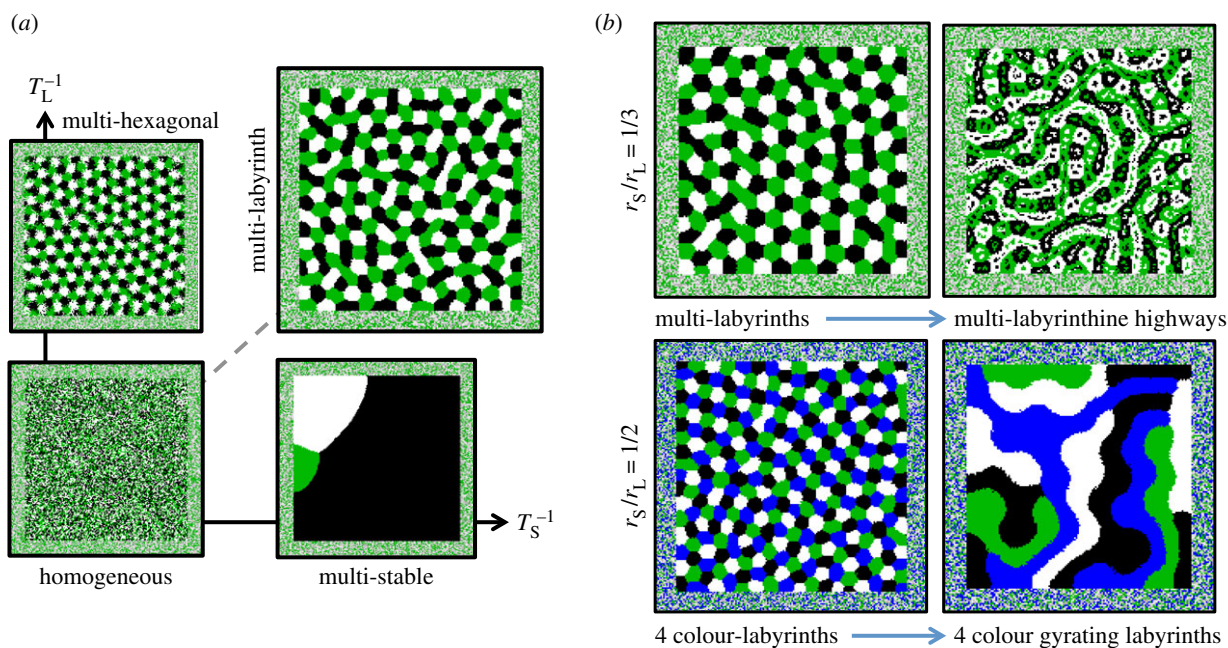 (a)
T_L^{-1}
multi-hexagonal
multi-labyrinth
homogeneous
multi-stable
T_S^{-1}
(b)
r_S/r_L = 1/3
multi-labyrinths
multi-labyrinthine highways
r_S/r_L = 1/2
4 colour-labyrinths
4 colour gyrating labyrinths